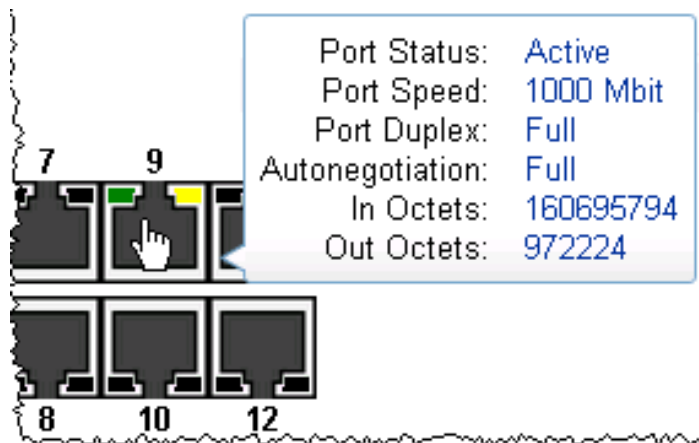 Port Status: Active
Port Speed: 1000 Mbit
Port Duplex: Full
Autonegotiation: Full
In Octets: 160695794
Out Octets: 972224
7 9
8 10 12